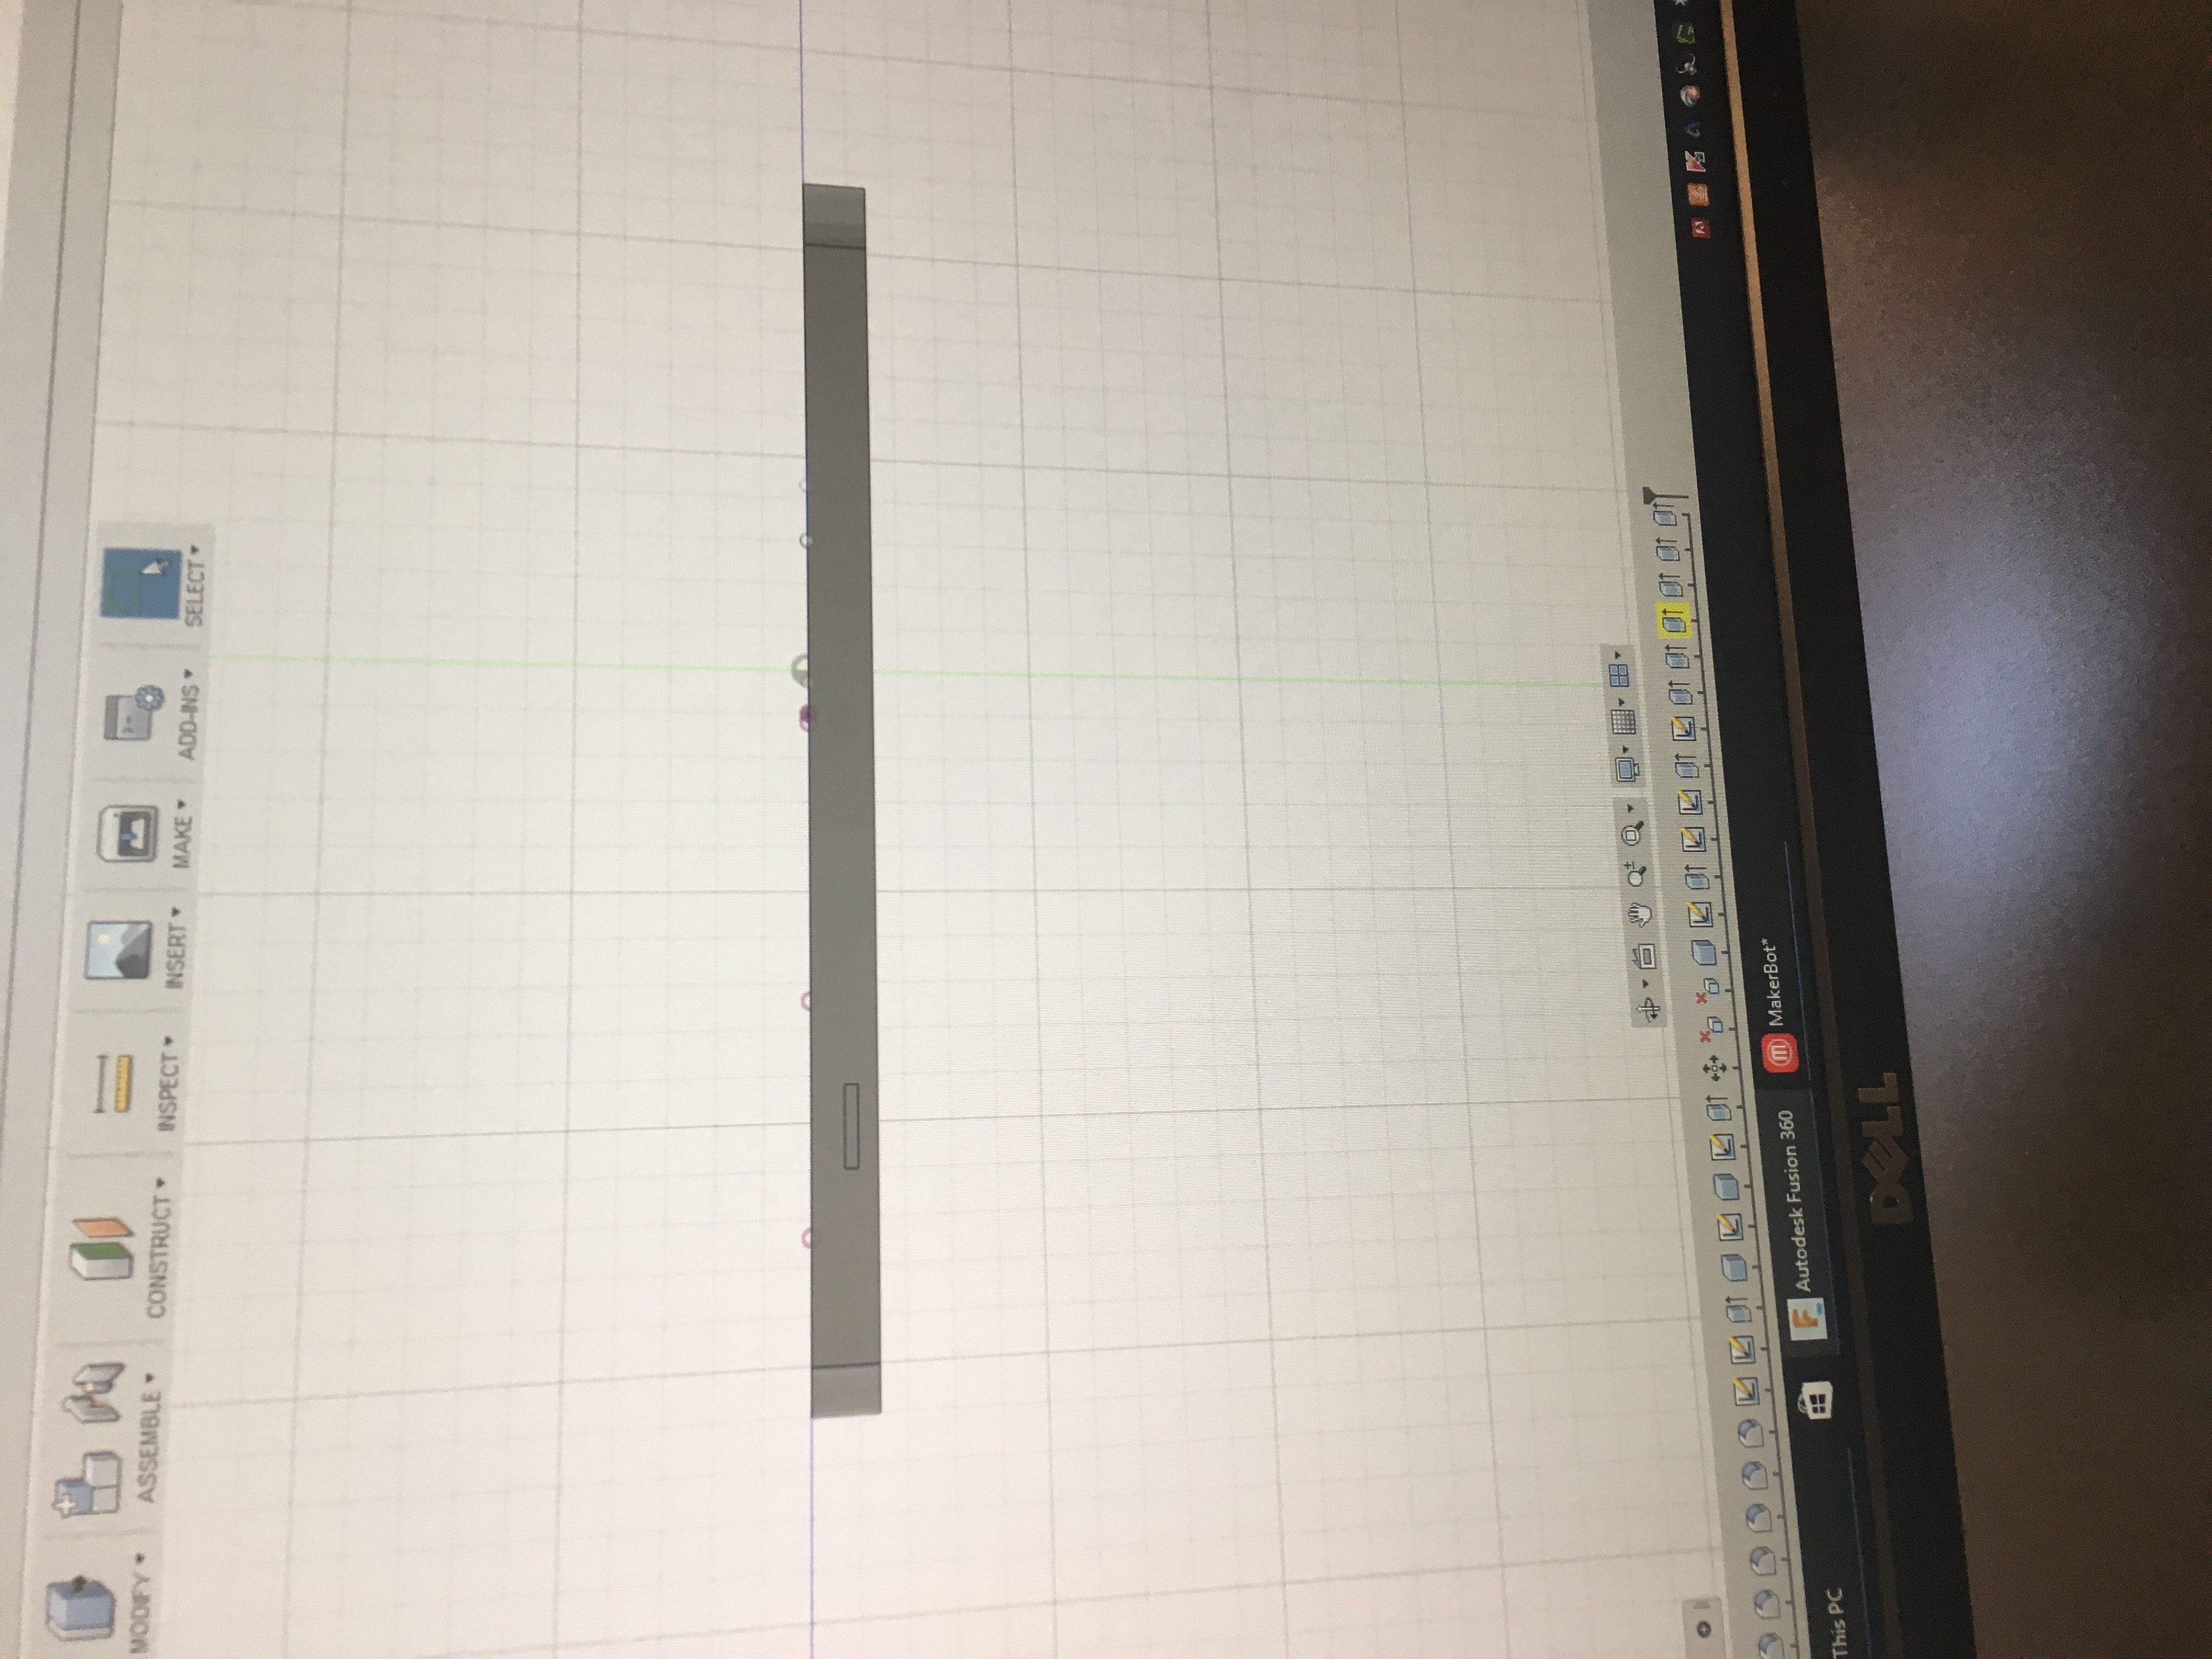 MODIFY ASSEMBLE CONSTRUCT INSPECT INSERT MAKE ADD-INS SELECT
This PC Autodesk Fusion 360 MakerBot*
DELL